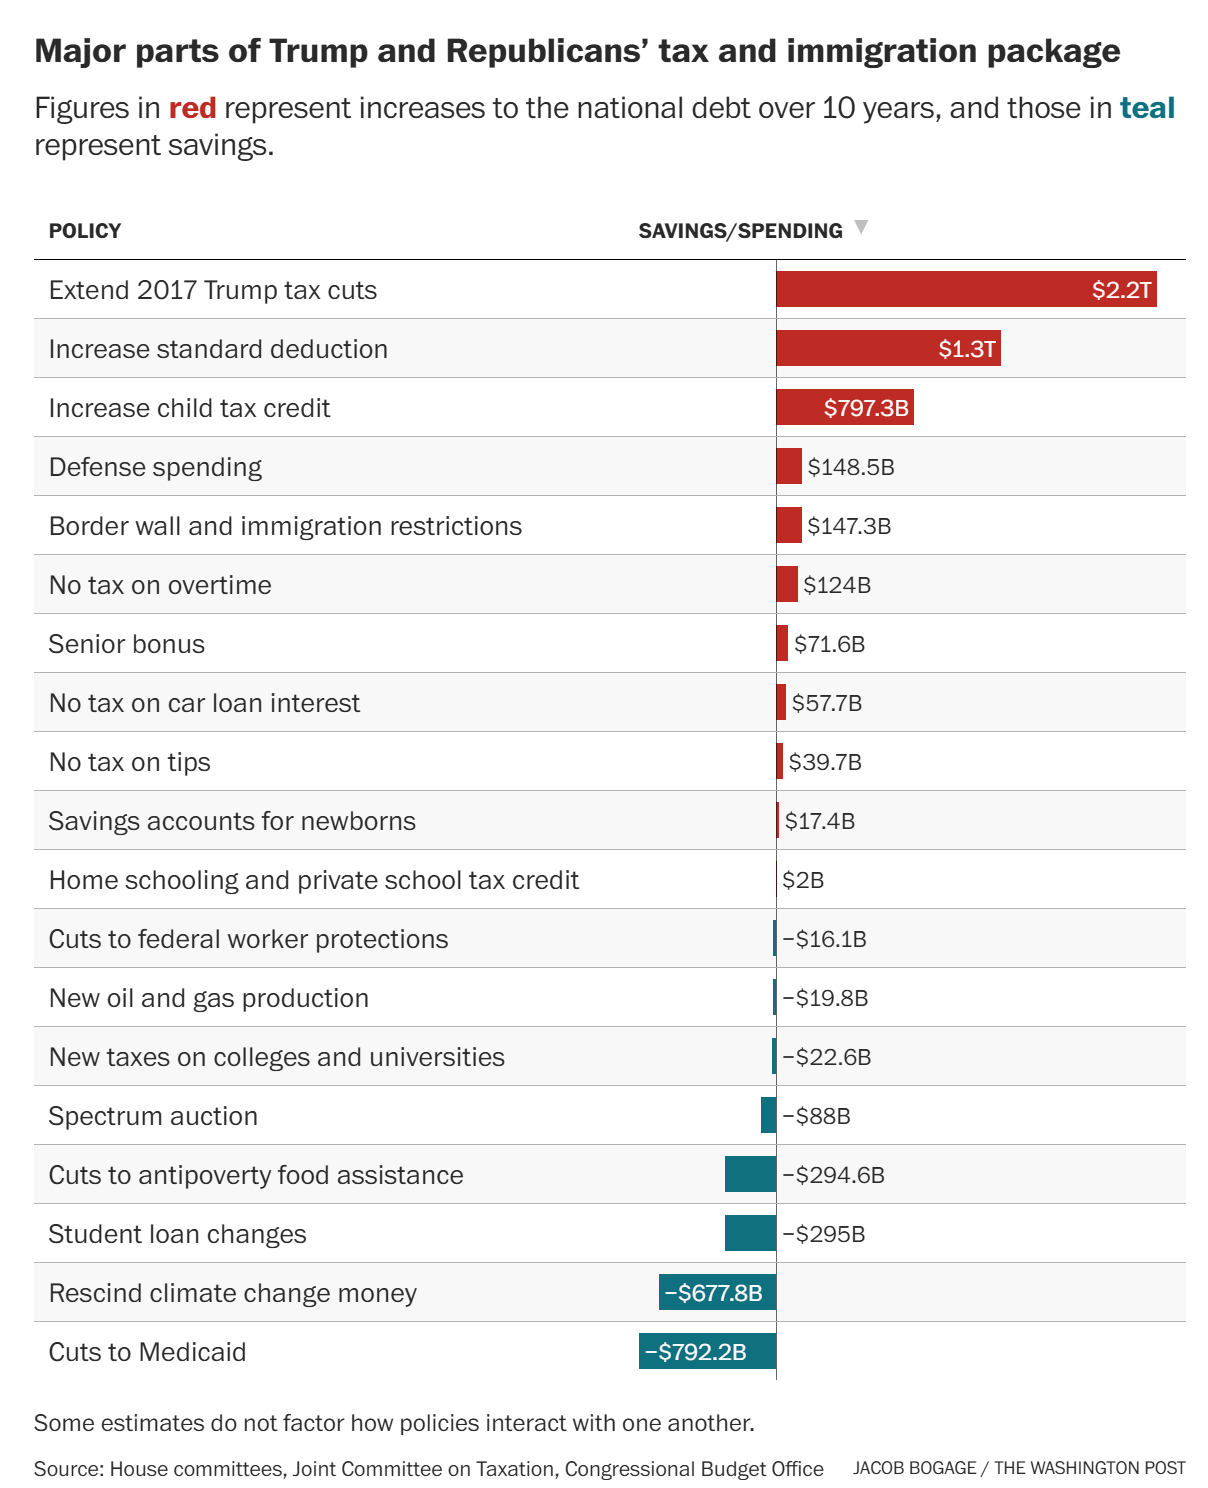 Major parts of Trump and Republicans’ tax and immigration package
Figures in red represent increases to the national debt over 10 years, and those in teal
represent savings.
POLICY SAVINGS/SPENDING ▼
Extend 2017 Trump tax cuts $2.2T
Increase standard deduction $1.3T
Increase child tax credit $797.3B
Defense spending $148.5B
Border wall and immigration restrictions $147.3B
No tax on overtime $124B
Senior bonus $71.6B
No tax on car loan interest $57.7B
No tax on tips $39.7B
Savings accounts for newborns $17.4B
Home schooling and private school tax credit $2B
Cuts to federal worker protections −$16.1B
New oil and gas production −$19.8B
New taxes on colleges and universities −$22.6B
Spectrum auction −$88B
Cuts to antipoverty food assistance −$294.6B
Student loan changes −$295B
Rescind climate change money −$677.8B
Cuts to Medicaid −$792.2B
Some estimates do not factor how policies interact with one another.
Source: House committees, Joint Committee on Taxation, Congressional Budget Office JACOB BOGAGE / THE WASHINGTON POST